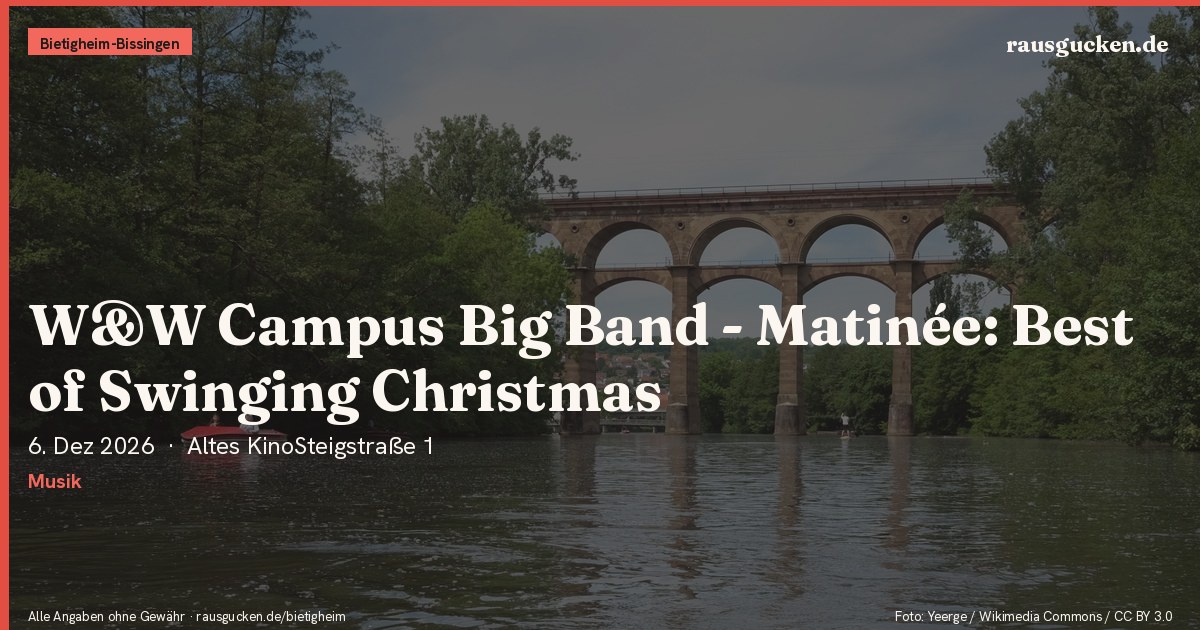 Bietigheim-Bissingen
rausgucken.de
W&W Campus Big Band - Matinée: Best
of Swinging Christmas
6. Dez 2026 · Altes KinoSteigstraße 1
Musik
Alle Angaben ohne Gewähr · rausgucken.de/bietigheim
Foto: Yeerge / Wikimedia Commons / CC BY 3.0